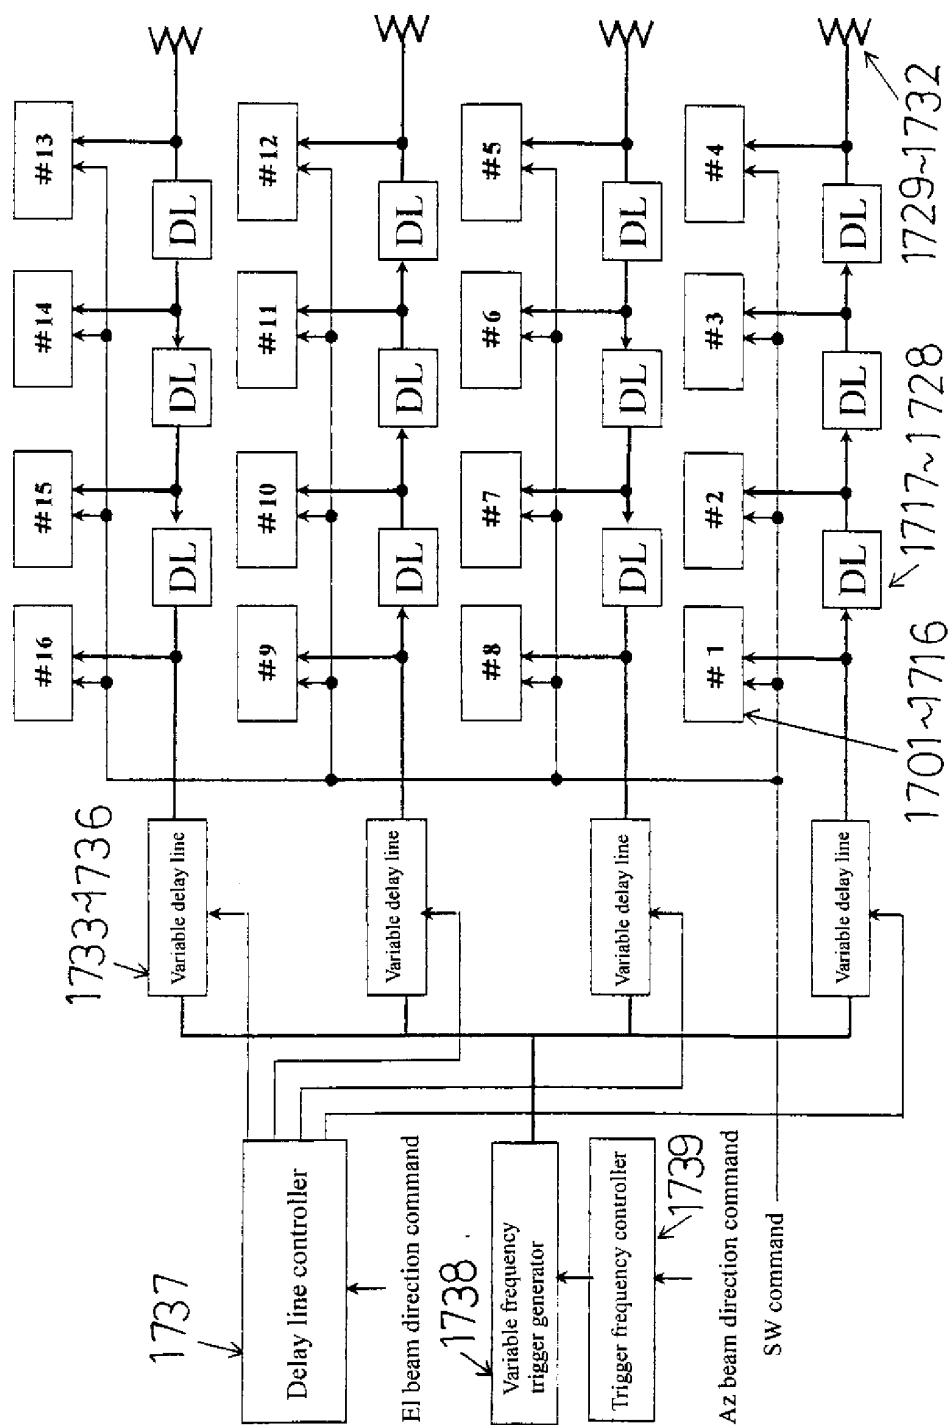 #13
#14
#15
#16
DL
DL
DL
#12
#11
#10
#9
DL
DL
DL
#5
#6
#7
#8
DL
DL
DL
#4
#3
#2
#1
DL
DL
DL
1729~1732
1717~1728
1701~1716
1733~1736
Variable delay line
Variable delay line
Variable delay line
Variable delay line
1737
Delay line controller
El beam direction command
1738
Variable frequency
trigger generator
Trigger frequency controller
1739
Az beam direction command
SW command